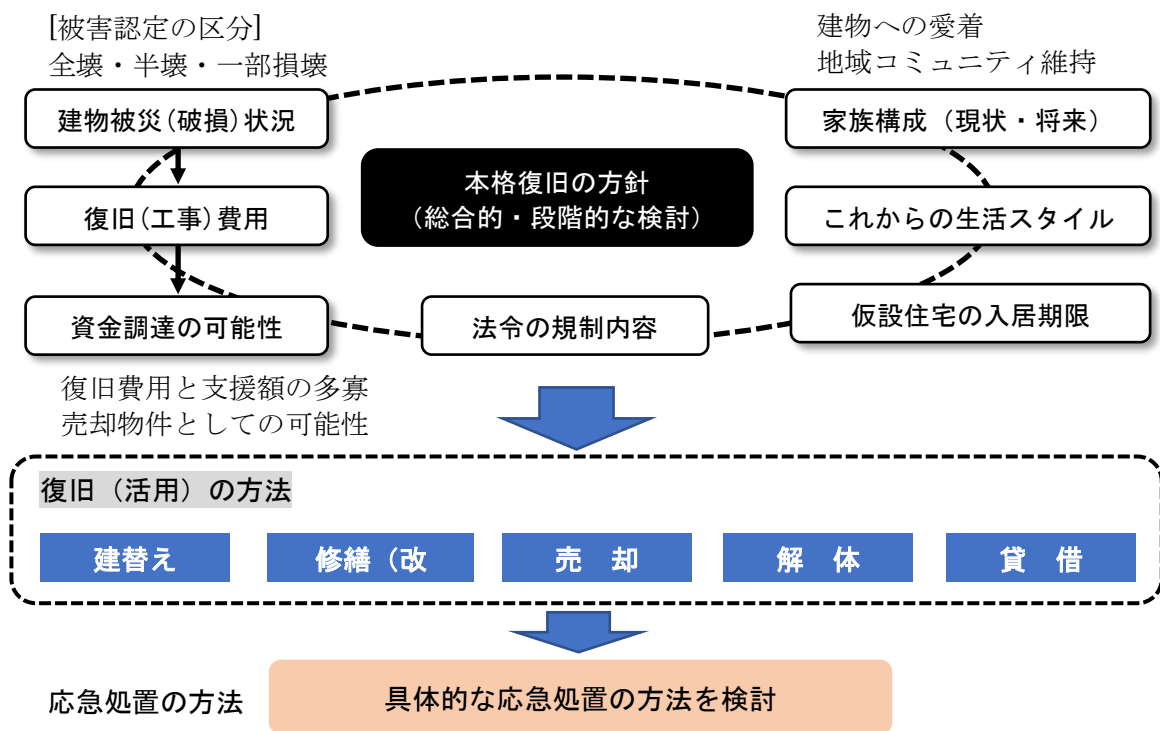 [被害認定の区分]
全壊・半壊・一部損壊
建物への愛着
地域コミュニティ維持
建物被災(破損)状況
家族構成（現状・将来）
本格復旧の方針
(総合的・段階的な検討)
復旧(工事)費用
これからの生活スタイル
資金調達の可能性
法令の規制内容
仮設住宅の入居期限
復旧費用と支援額の多寡
売却物件としての可能性
復旧（活用）の方法
建替え
修繕（改
売　却
解　体
貸　借
応急処置の方法
具体的な応急処置の方法を検討